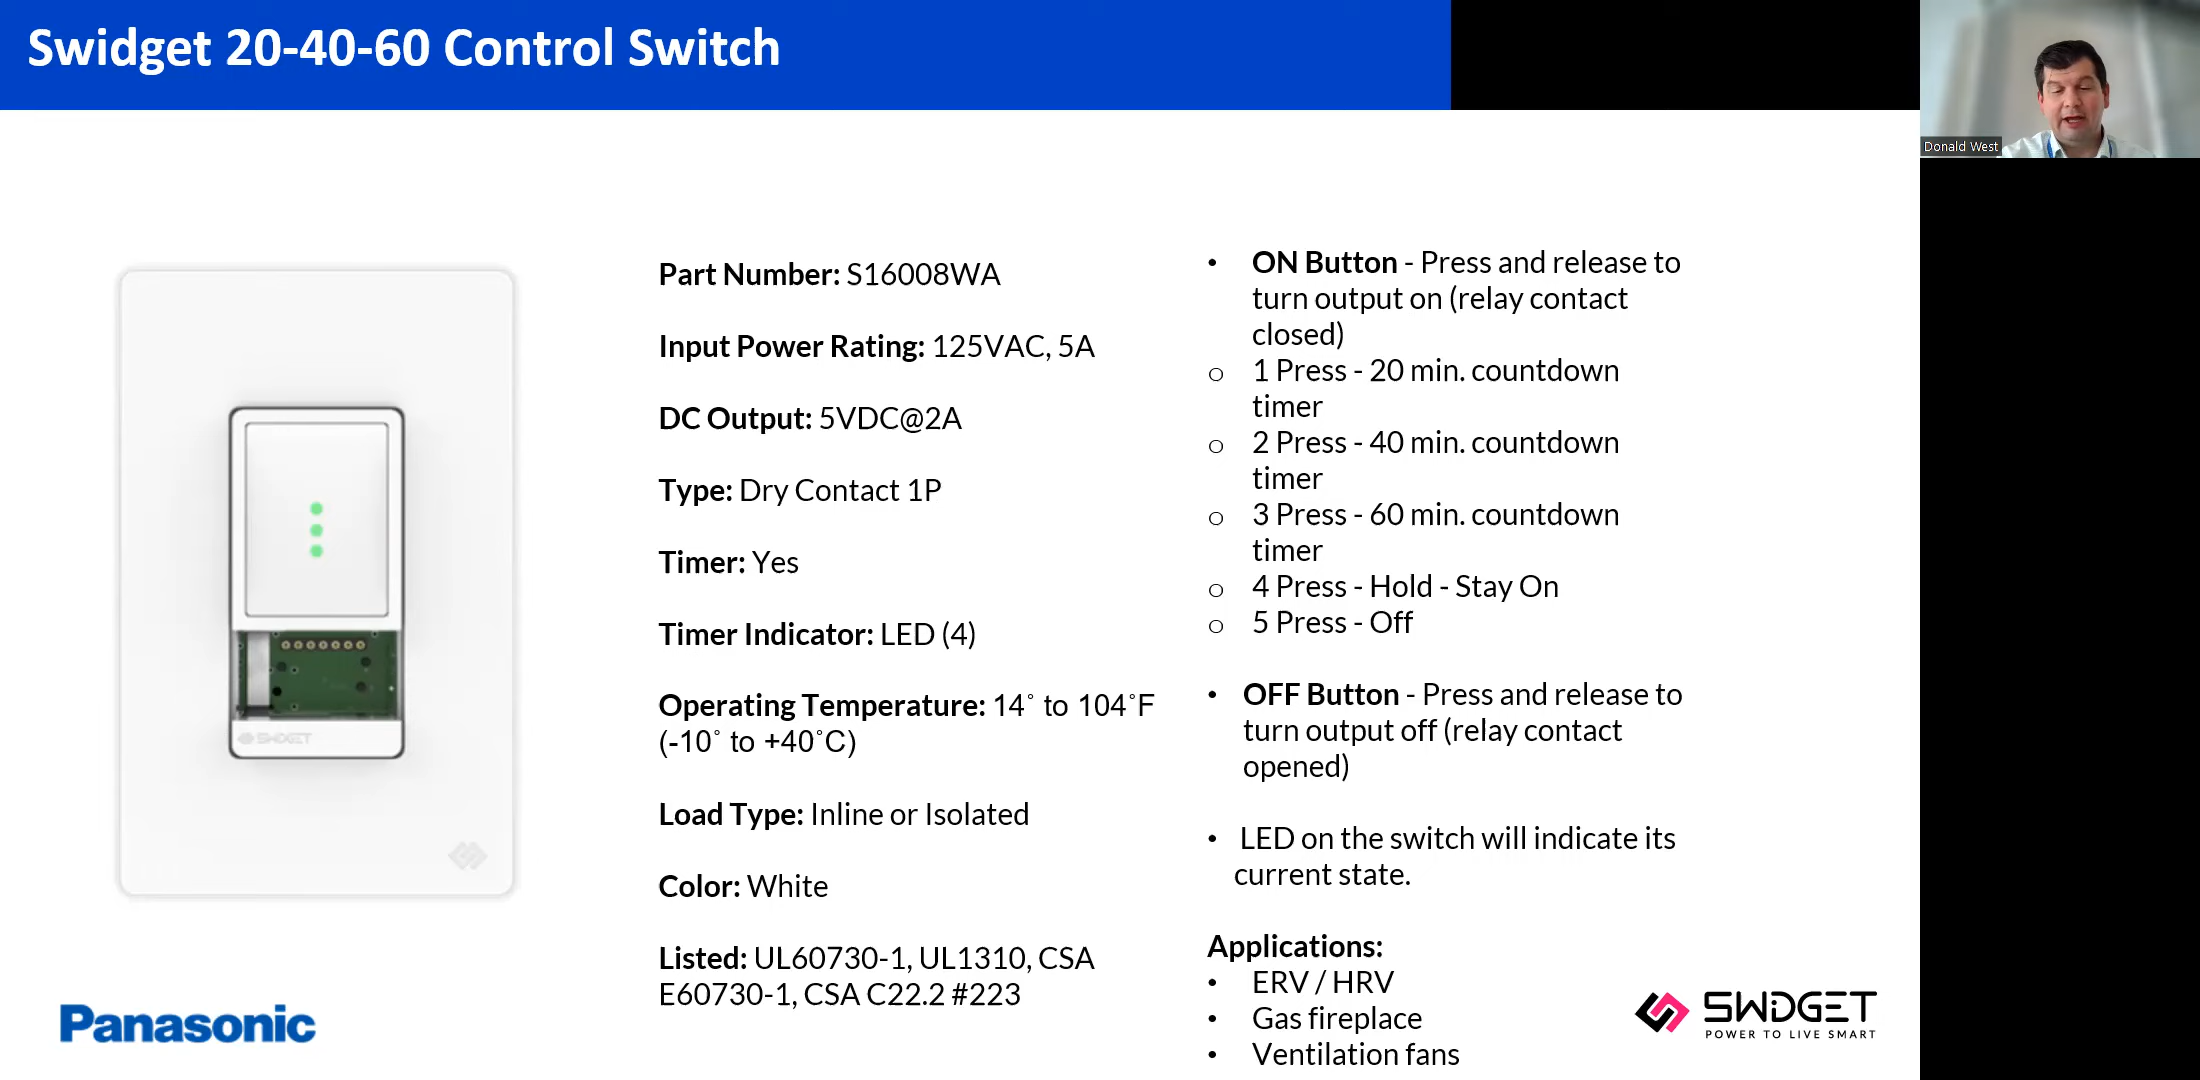 Swidget 20-40-60 Control Switch
Donald West
Part Number: S16008WA
Input Power Rating: 125VAC, 5A
DC Output: 5VDC@2A
Type: Dry Contact 1P
Timer: Yes
Timer Indicator: LED (4)
Operating Temperature: 14˚ to 104˚F
(-10˚ to +40˚C)
Load Type: Inline or Isolated
Color: White
Listed: UL60730-1, UL1310, CSA
E60730-1, CSA C22.2 #223
• ON Button - Press and release to
turn output on (relay contact
closed)
o 1 Press - 20 min. countdown
timer
o 2 Press - 40 min. countdown
timer
o 3 Press - 60 min. countdown
timer
o 4 Press - Hold - Stay On
o 5 Press - Off
• OFF Button - Press and release to
turn output off (relay contact
opened)
• LED on the switch will indicate its
current state.
Applications:
• ERV / HRV
• Gas fireplace
• Ventilation fans
SWIDGET
Panasonic
SWIDGET
POWER TO LIVE SMART